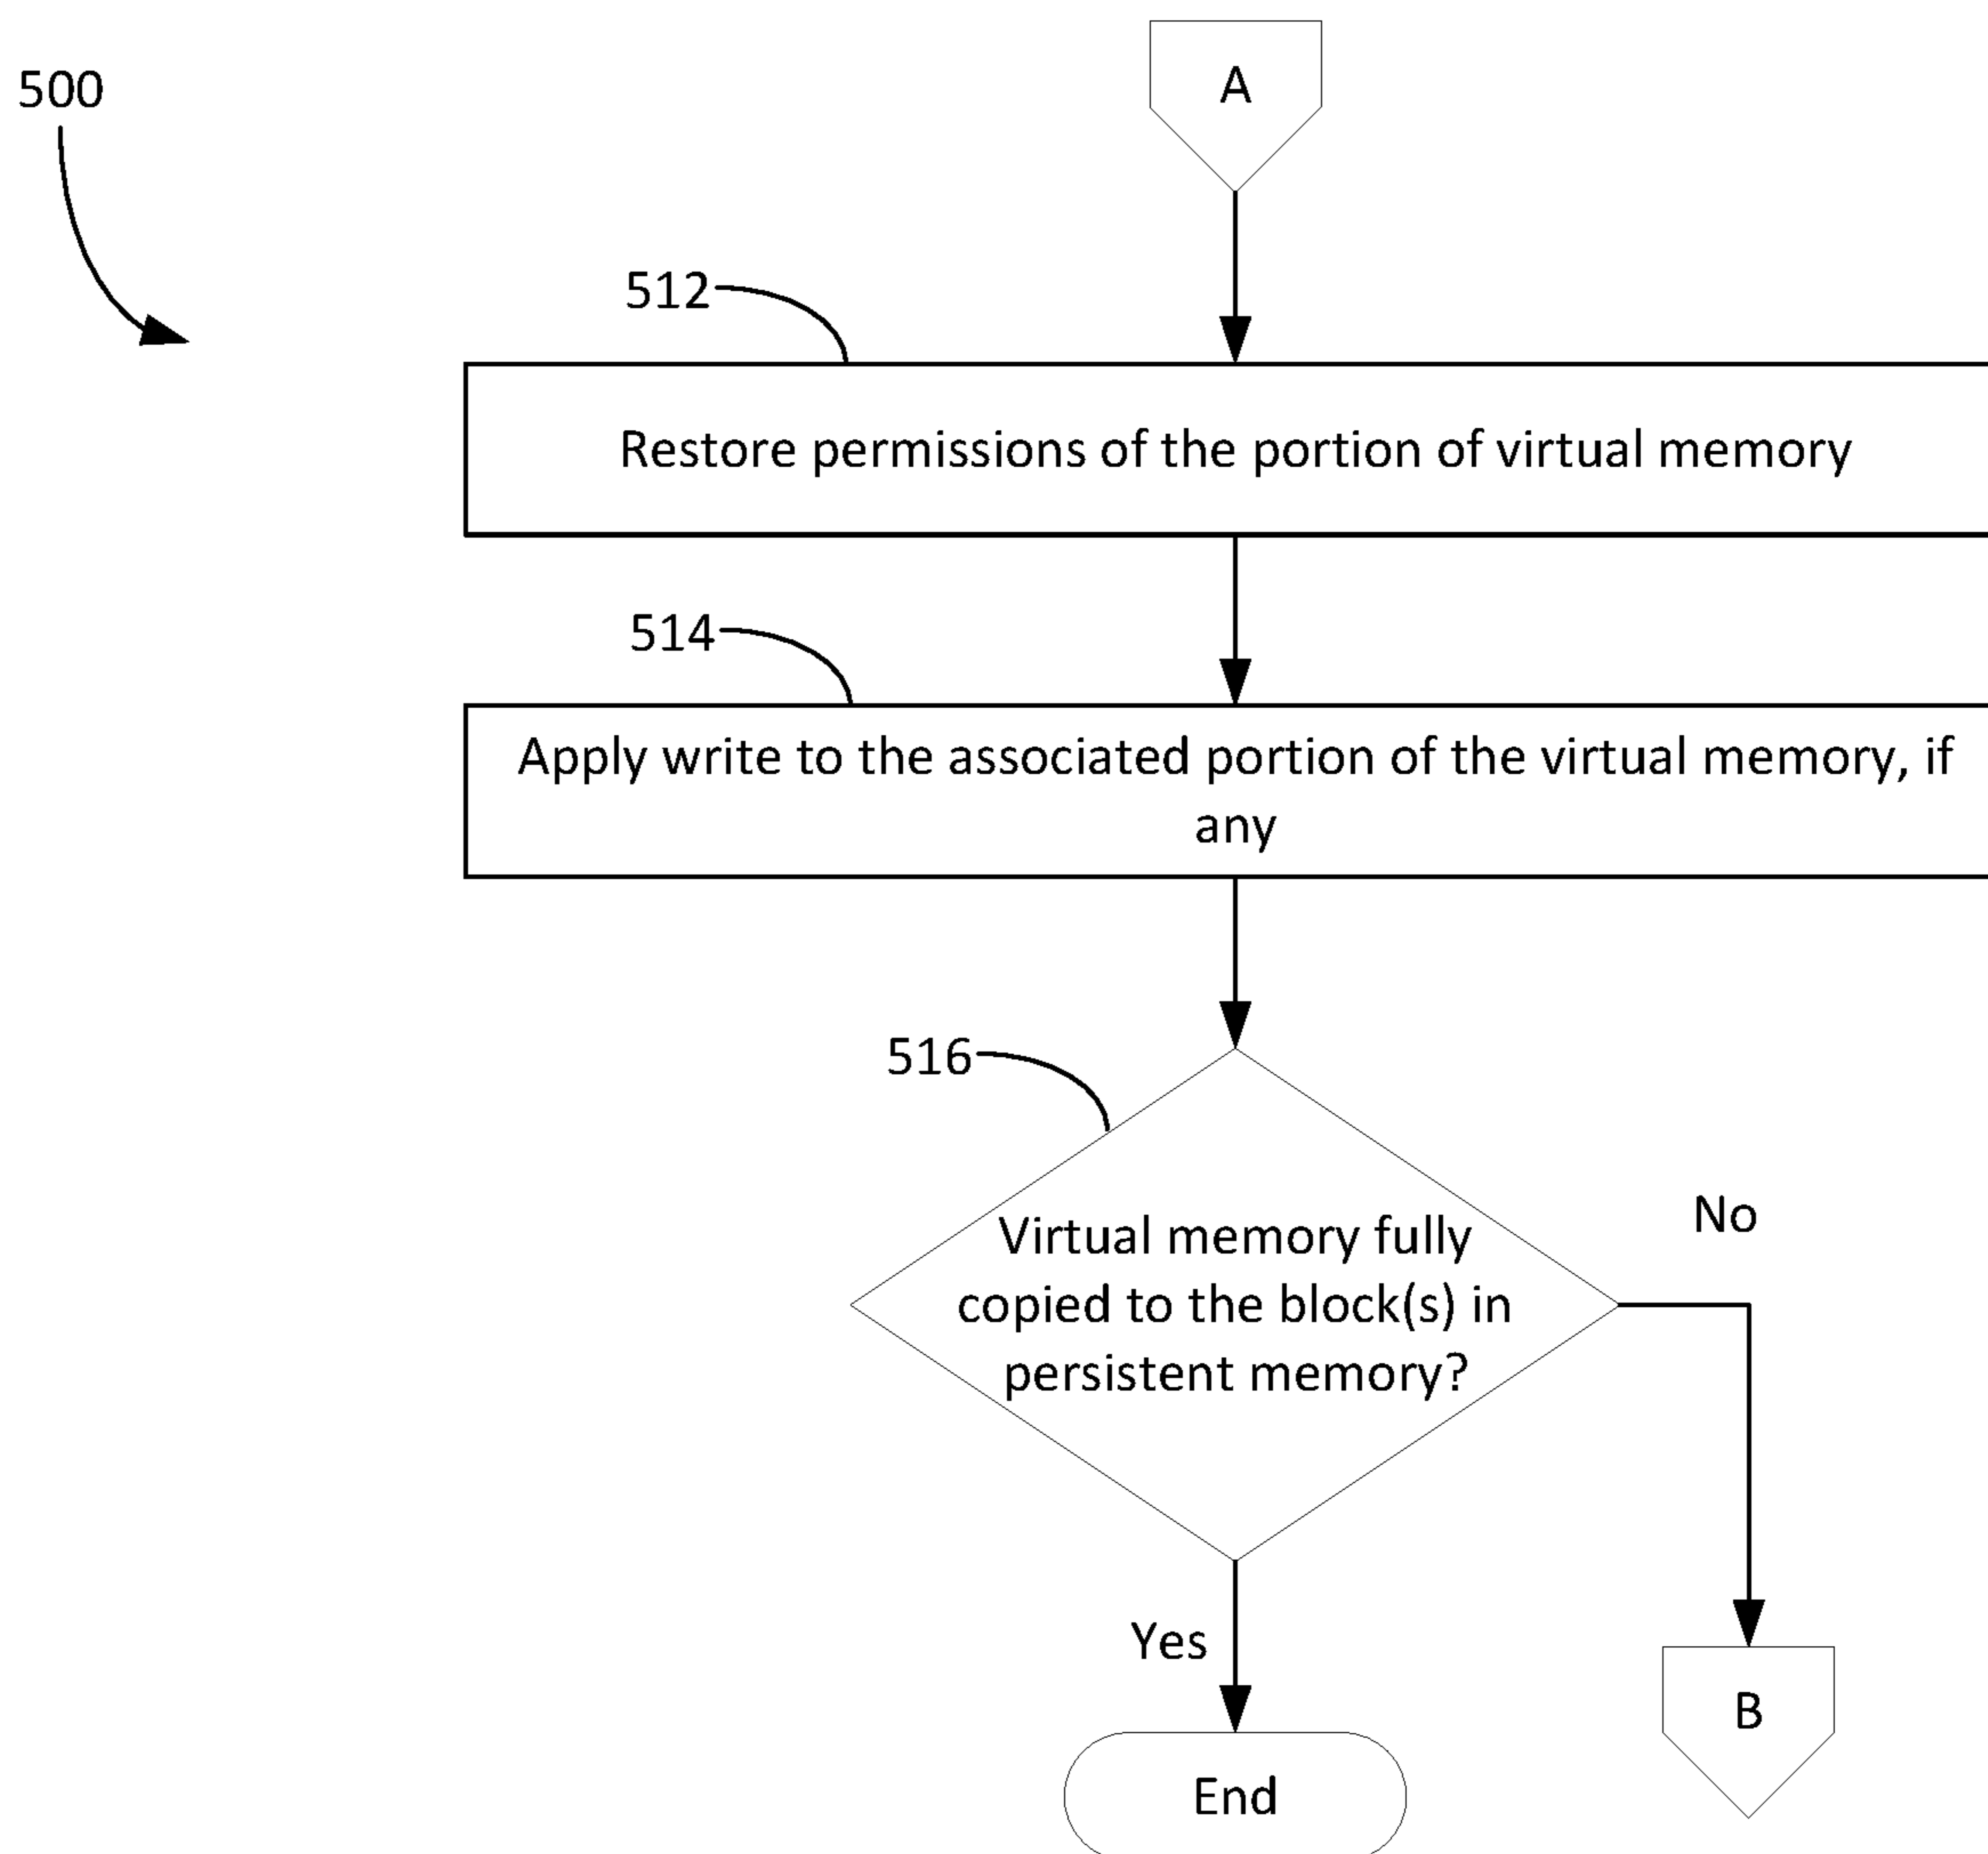 A
500
512
Restore permissions of the portion of virtual memory
514
Apply write to the associated portion of the virtual memory, if
any
516
No
Virtual memory fully
copied to the block(s) in
persistent memory?
Yes
B
End